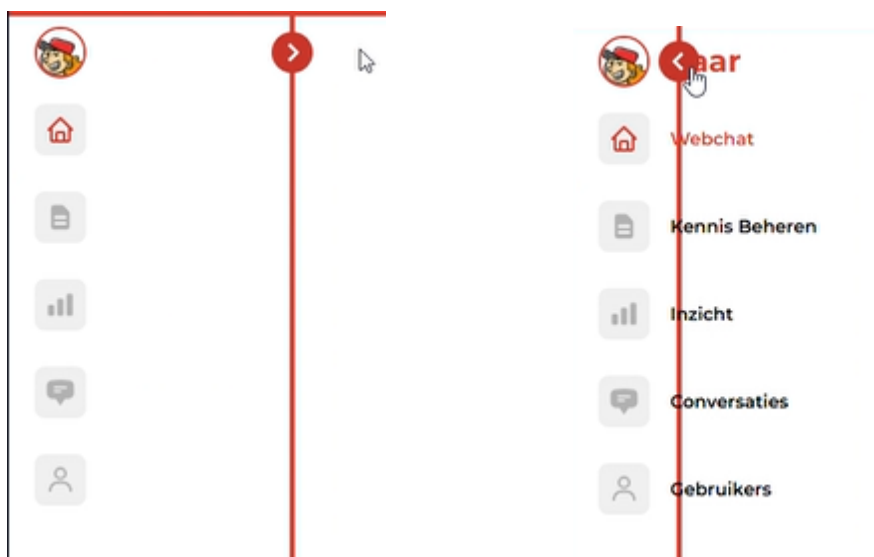 aar
Webchat
Kennis Beheren
Inzicht
Conversaties
Gebruikers